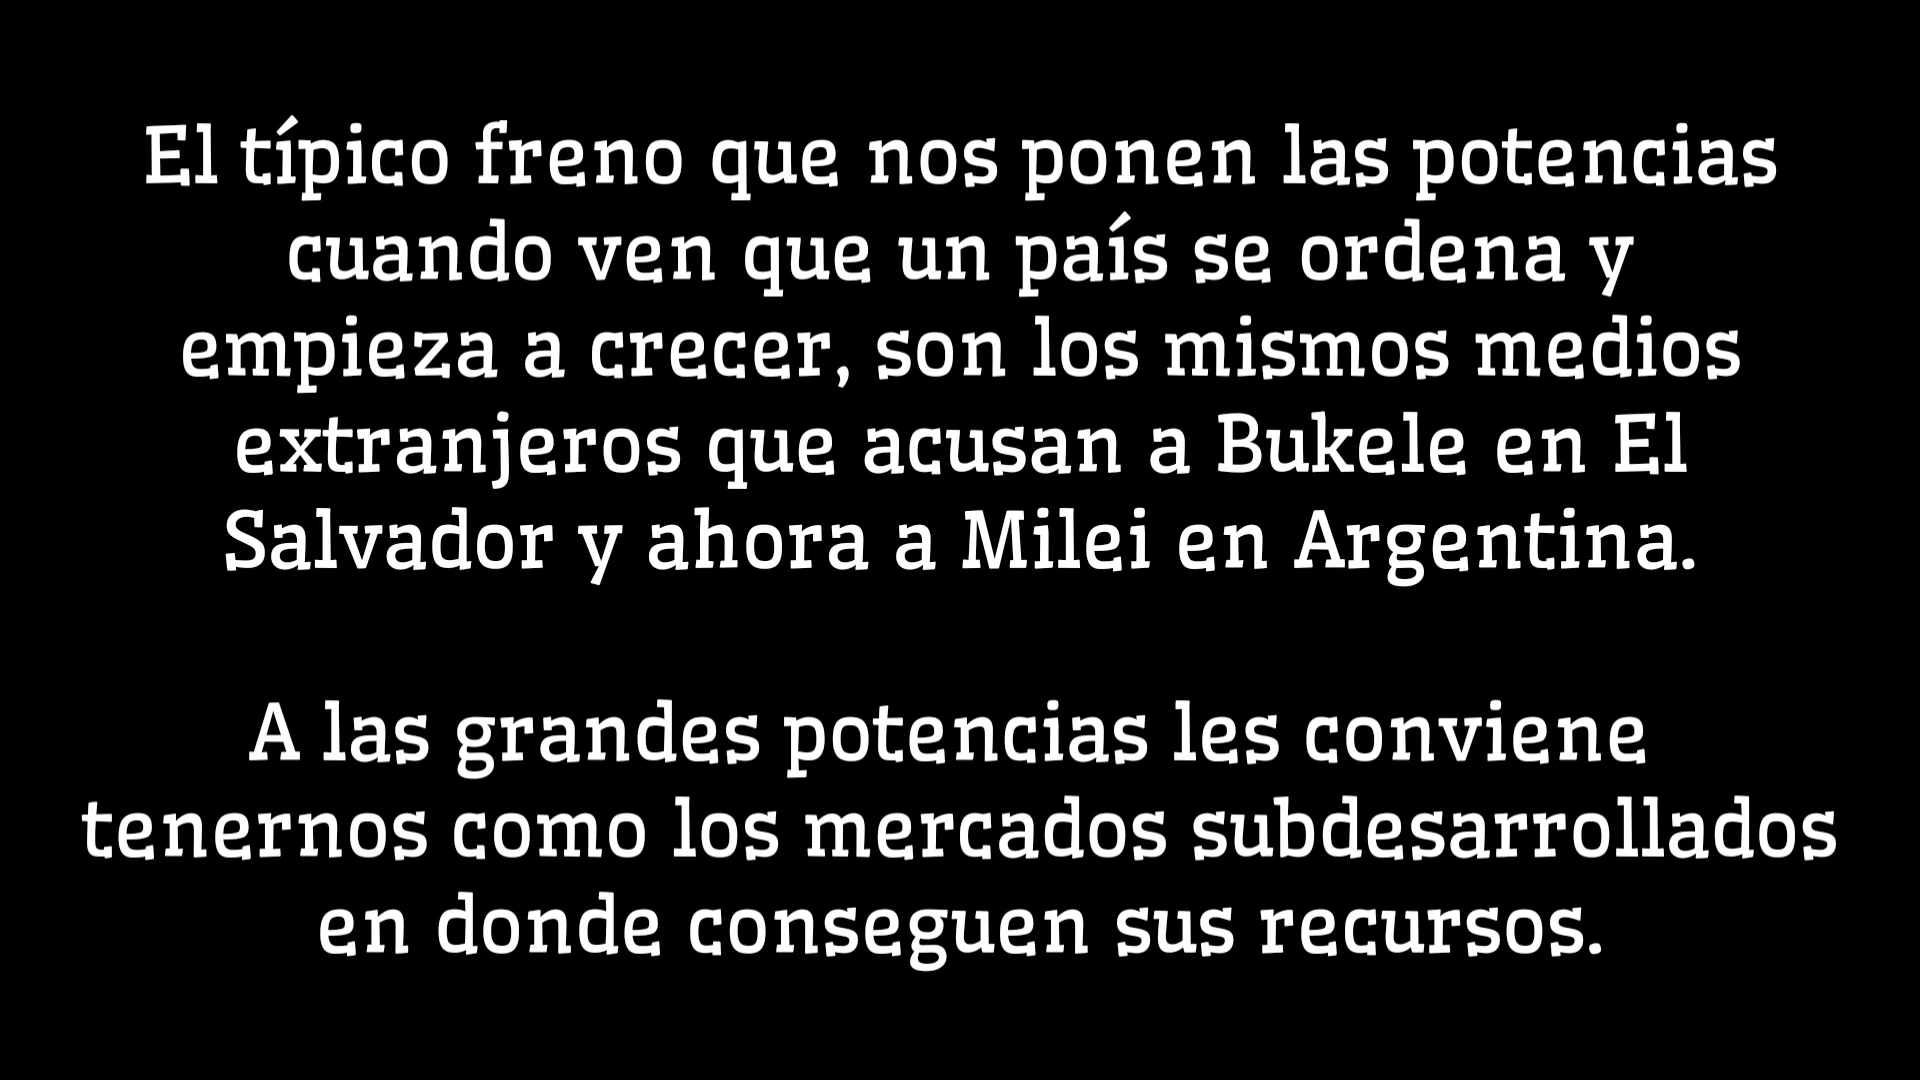 El típico freno que nos ponen las potencias
cuando ven que un país se ordena y
empieza a crecer, son los mismos medios
extranjeros que acusan a Bukele en El
Salvador y ahora a Milei en Argentina.
A las grandes potencias les conviene
tenernos como los mercados subdesarrollados
en donde conseguen sus recursos.